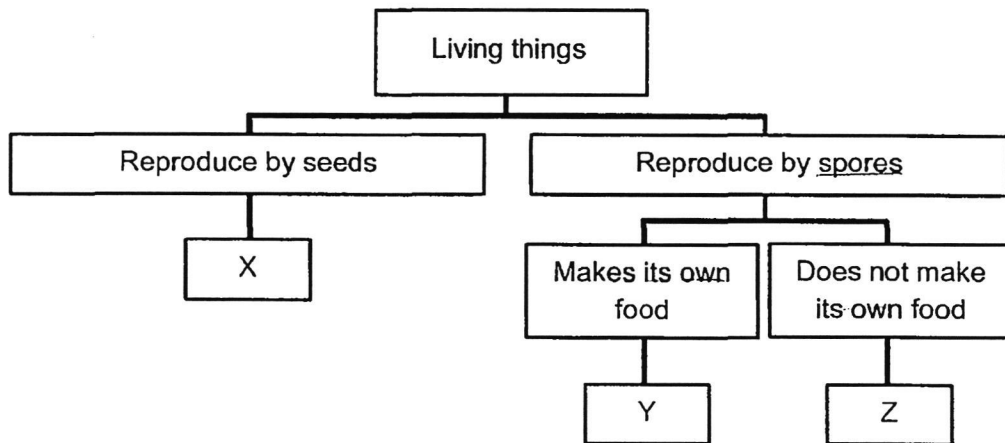 Living things
Reproduce by seeds
Reproduce by spores
X
Makes its own
food
Does not make
its own food
Y
Z